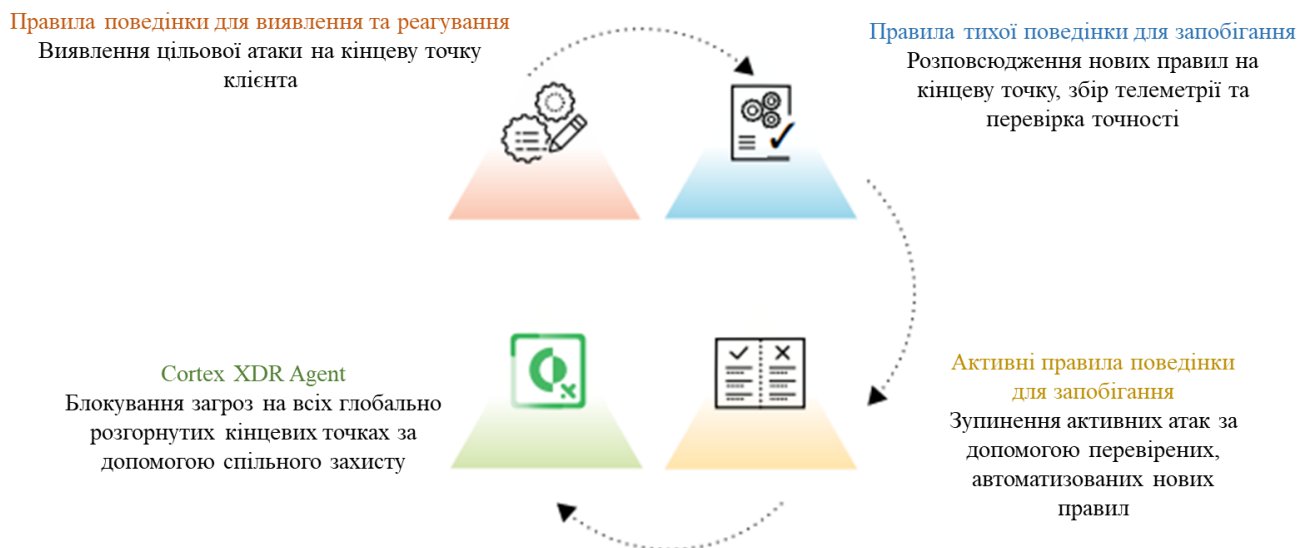 Правила поведінки для виявлення та реагування
Виявлення цільової атаки на кінцеву точку
клієнта
Правила тихої поведінки для запобігання
Розповсюдження нових правил на
кінцеву точку, збір телеметрії та
перевірка точності
Cortex XDR Agent
Блокування загроз на всіх глобально
розгорнутих кінцевих точках за
допомогою спільного захисту
Активні правила поведінки
для запобігання
Зупинення активних атак за
допомогою перевірених,
автоматизованих нових
правил